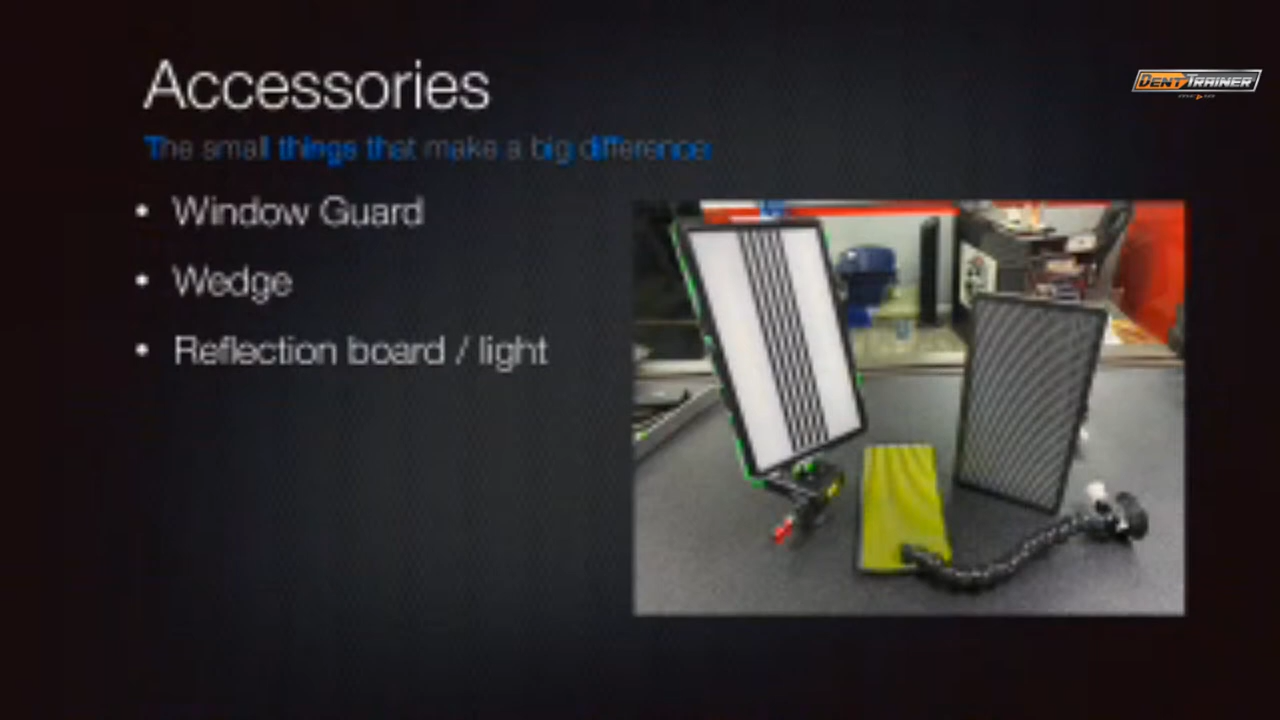 Accessories
DENT TRAINER
The small things that make a big difference
• Window Guard
• Wedge
• Reflection board / light